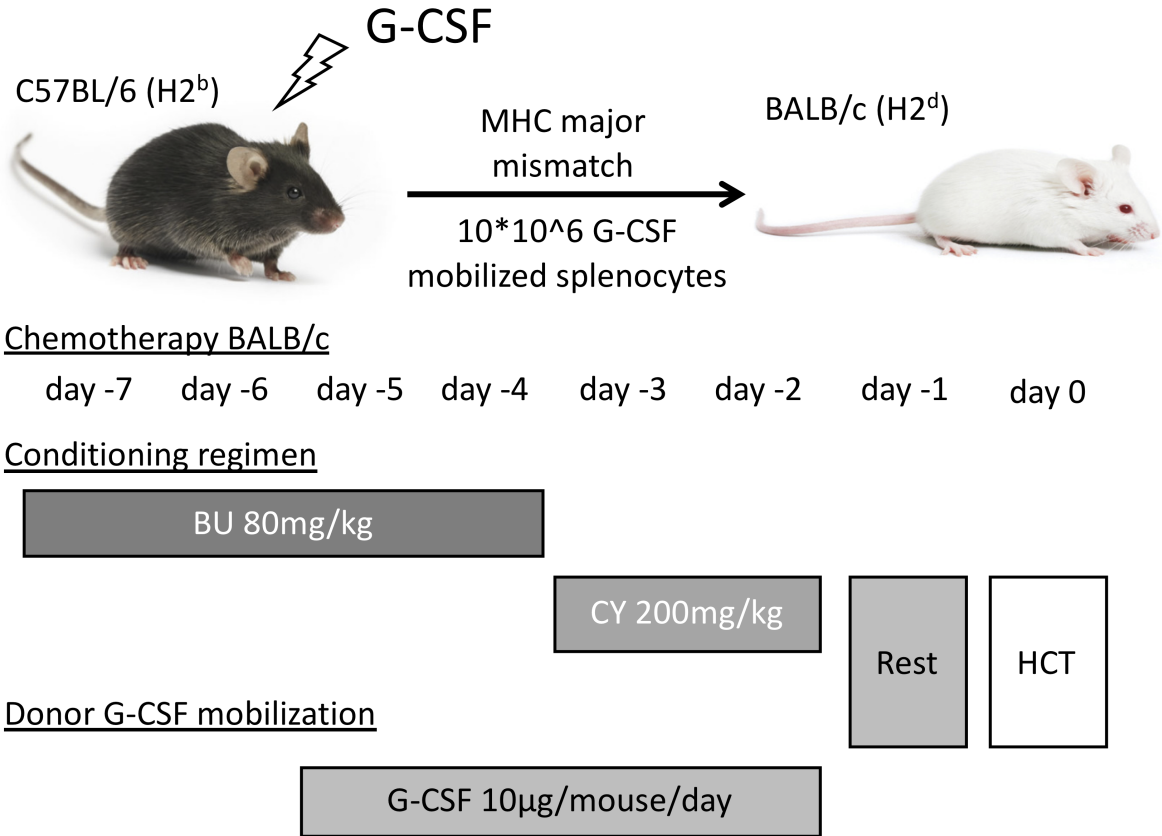 G-CSF
C57BL/6 (H2ᵇ)
MHC major
mismatch
BALB/c (H2ᵈ)
10*10^6 G-CSF
mobilized splenocytes
Chemotherapy BALB/c
day -7 day -6 day -5 day -4 day -3 day -2 day -1 day 0
Conditioning regimen
BU 80mg/kg
CY 200mg/kg
Rest
HCT
Donor G-CSF mobilization
G-CSF 10µg/mouse/day